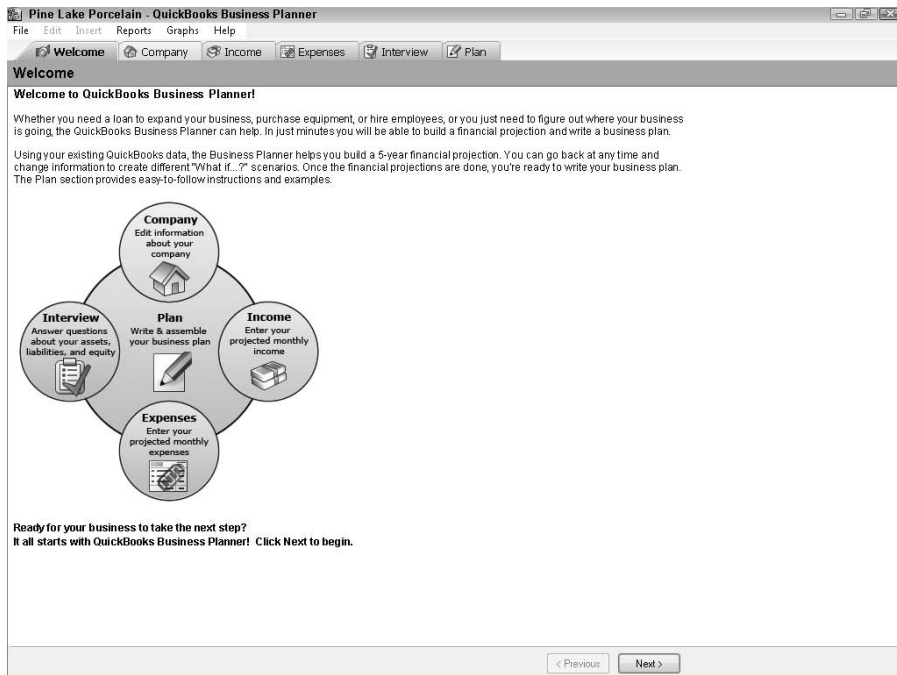 Pine Lake Porcelain - QuickBooks Business Planner
File Edit Insert Reports Graphs Help
Welcome Company Income Expenses Interview Plan
Welcome
Welcome to QuickBooks Business Planner!
Whether you need a loan to expand your business, purchase equipment, or hire employees, or you just need to figure out where your business
is going, the QuickBooks Business Planner can help. In just minutes you will be able to build a financial projection and write a business plan.
Using your existing QuickBooks data, the Business Planner helps you build a 5-year financial projection. You can go back at any time and
change information to create different "What if...?" scenarios. Once the financial projections are done, you're ready to write your business plan.
The Plan section provides easy-to-follow instructions and examples.
Company
Edit information
about your
company
Interview
Answer questions
about your assets,
liabilities, and equity
Plan
Write & assemble
your business plan
Income
Enter your
projected monthly
income
Expenses
Enter your
projected monthly
expenses
Ready for your business to take the next step?
It all starts with QuickBooks Business Planner! Click Next to begin.
< Previous Next >